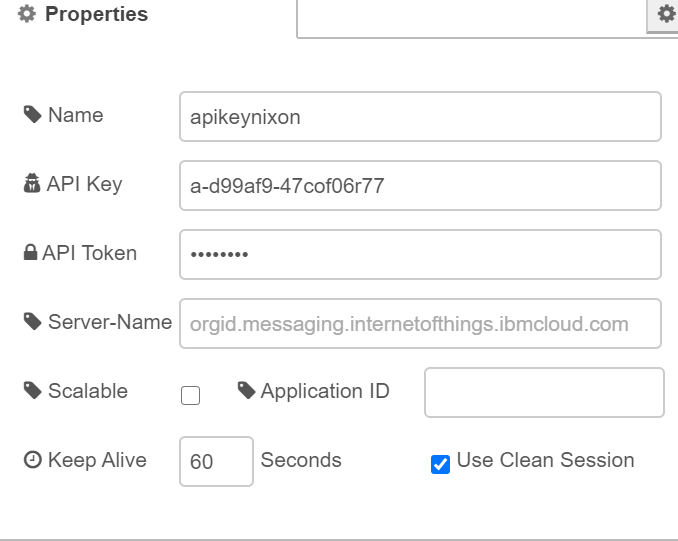 Properties
Name
apikeynixon
API Key
a-d99af9-47cof06r77
API Token
••••••••
Server-Name
orgid.messaging.internetofthings.ibmcloud.com
Scalable
Application ID
Keep Alive
60
Seconds
Use Clean Session